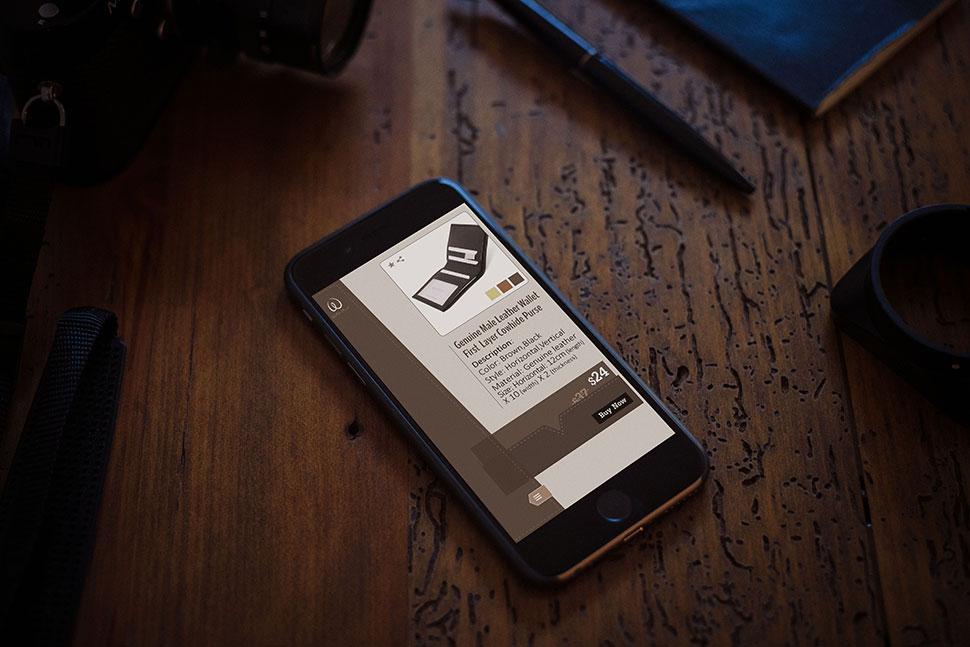 Genuine Male Leather Wallet
First Layer Cowhide Purse
Description:
Color: Brown,Black
Style: Horizontal,Vertical
Material: Genuine leather
Size: Horizontal: 12cm (length)
X 10 (width) X 2 (thickness)
$37 $24
Buy Now